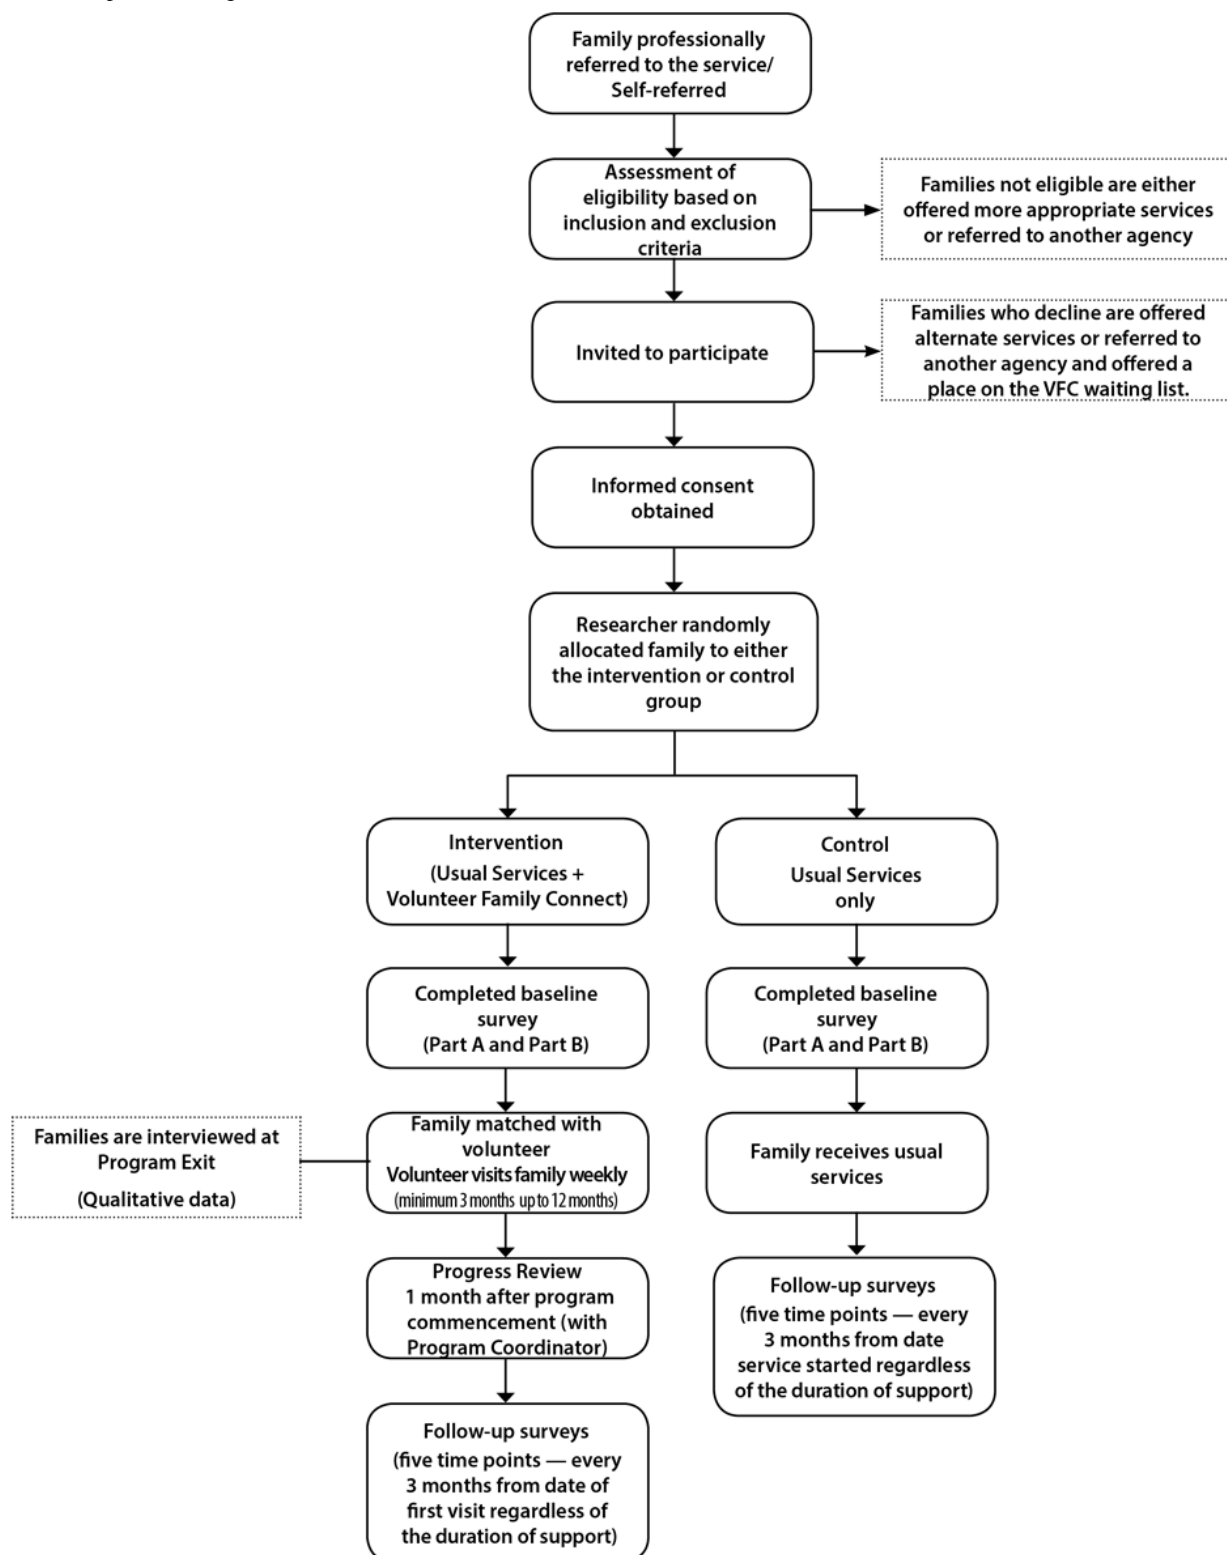 Family professionally
referred to the service/
Self-referred
Assessment of
eligibility based on
inclusion and exclusion
criteria
Families not eligible are either
offered more appropriate services
or referred to another agency
Invited to participate
Families who decline are offered
alternate services or referred to
another agency and offered a
place on the VFC waiting list.
Informed consent
obtained
Researcher randomly
allocated family to either
the intervention or control
group
Intervention
(Usual Services +
Volunteer Family Connect)
Control
Usual Services
only
Completed baseline
survey
(Part A and Part B)
Completed baseline
survey
(Part A and Part B)
Families are interviewed at
Program Exit
(Qualitative data)
Family matched with
volunteer
Volunteer visits family weekly
(minimum 3 months up to 12 months)
Family receives usual
services
Progress Review
1 month after program
commencement (with
Program Coordinator)
Follow-up surveys
(five time points — every
3 months from date
service started regardless
of the duration of support)
Follow-up surveys
(five time points — every
3 months from date of
first visit regardless of
the duration of support)